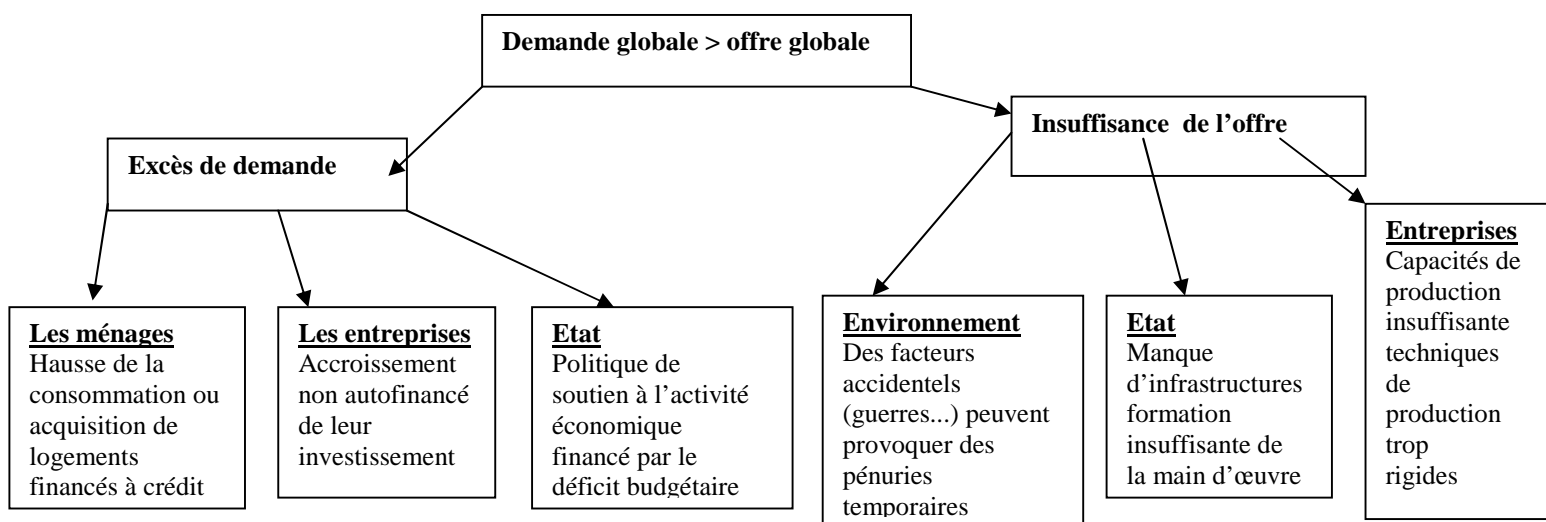 Demande globale > offre globale
Insuffisance de l’offre
Excès de demande
Les ménages
Hausse de la
consommation ou
acquisition de
logements
financés à crédit
Les entreprises
Accroissement
non autofinancé
de leur
investissement
Etat
Politique de
soutien à l’activité
économique
financé par le
déficit budgétaire
Environnement
Des facteurs
accidentels
(guerres...) peuvent
provoquer des
pénuries
temporaires
Etat
Manque
d’infrastructures
formation
insuffisante de
la main d’œuvre
Entreprises
Capacités de
production
insuffisante
techniques
de
production
trop
rigides